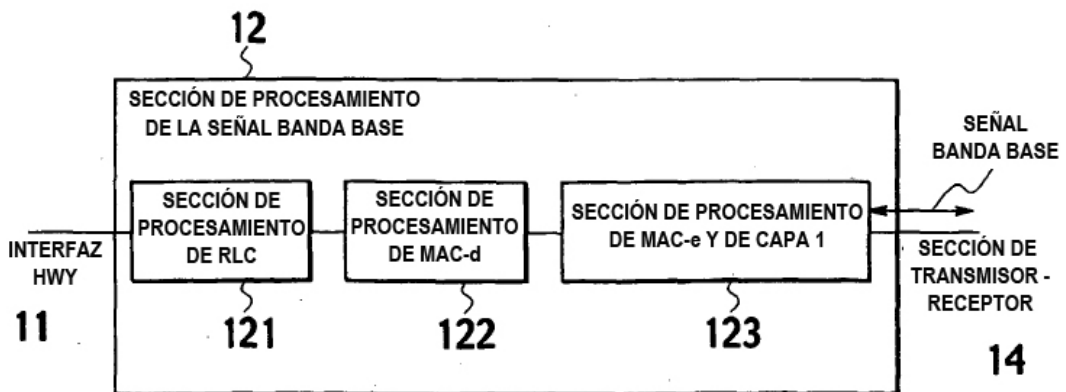 12
SECCIÓN DE PROCESAMIENTO
DE LA SEÑAL BANDA BASE
SEÑAL
BANDA BASE
SECCIÓN DE
PROCESAMIENTO
DE RLC
SECCIÓN DE
PROCESAMIENTO
DE MAC-d
SECCIÓN DE PROCESAMIENTO
DE MAC-e Y DE CAPA 1
INTERFAZ
HWY
SECCIÓN DE
TRANSMISOR -
RECEPTOR
11
121
122
123
14